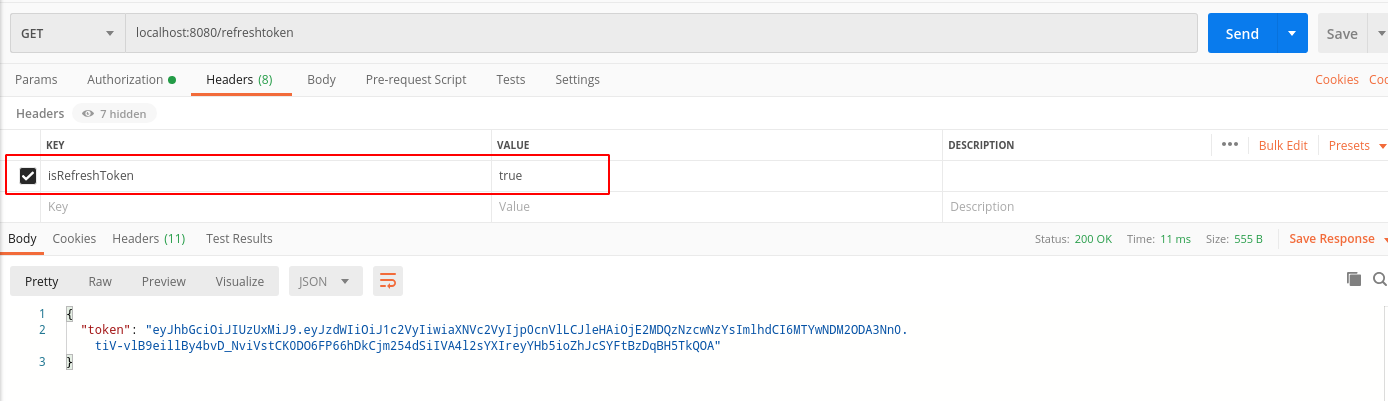 GET localhost:8080/refreshtoken Send Save
Params Authorization Headers (8) Body Pre-request Script Tests Settings Cookies Coc
Headers 7 hidden
KEY VALUE DESCRIPTION ••• Bulk Edit Presets
isRefreshToken true
Key Value Description
Body Cookies Headers (11) Test Results Status: 200 OK Time: 11 ms Size: 555 B Save Response
Pretty Raw Preview Visualize JSON
1 {
2 "token": "eyJhbGciOiJIUzUxMiJ9.eyJzdWIiOiJ1c2VyIiwiaXNVc2VyIjp0cnVlLCJleHAiOjE2MDQzNzcwNzYsImlhdCI6MTYwNDM2ODA3Nn0.
tiV-vlB9eillBy4bvD_NviVstCKODO6FP66hDkCjm254dSiIVA4l2sYXIreyYHb5ioZhJcSYFtBzDqBH5TkQOA"
3 }